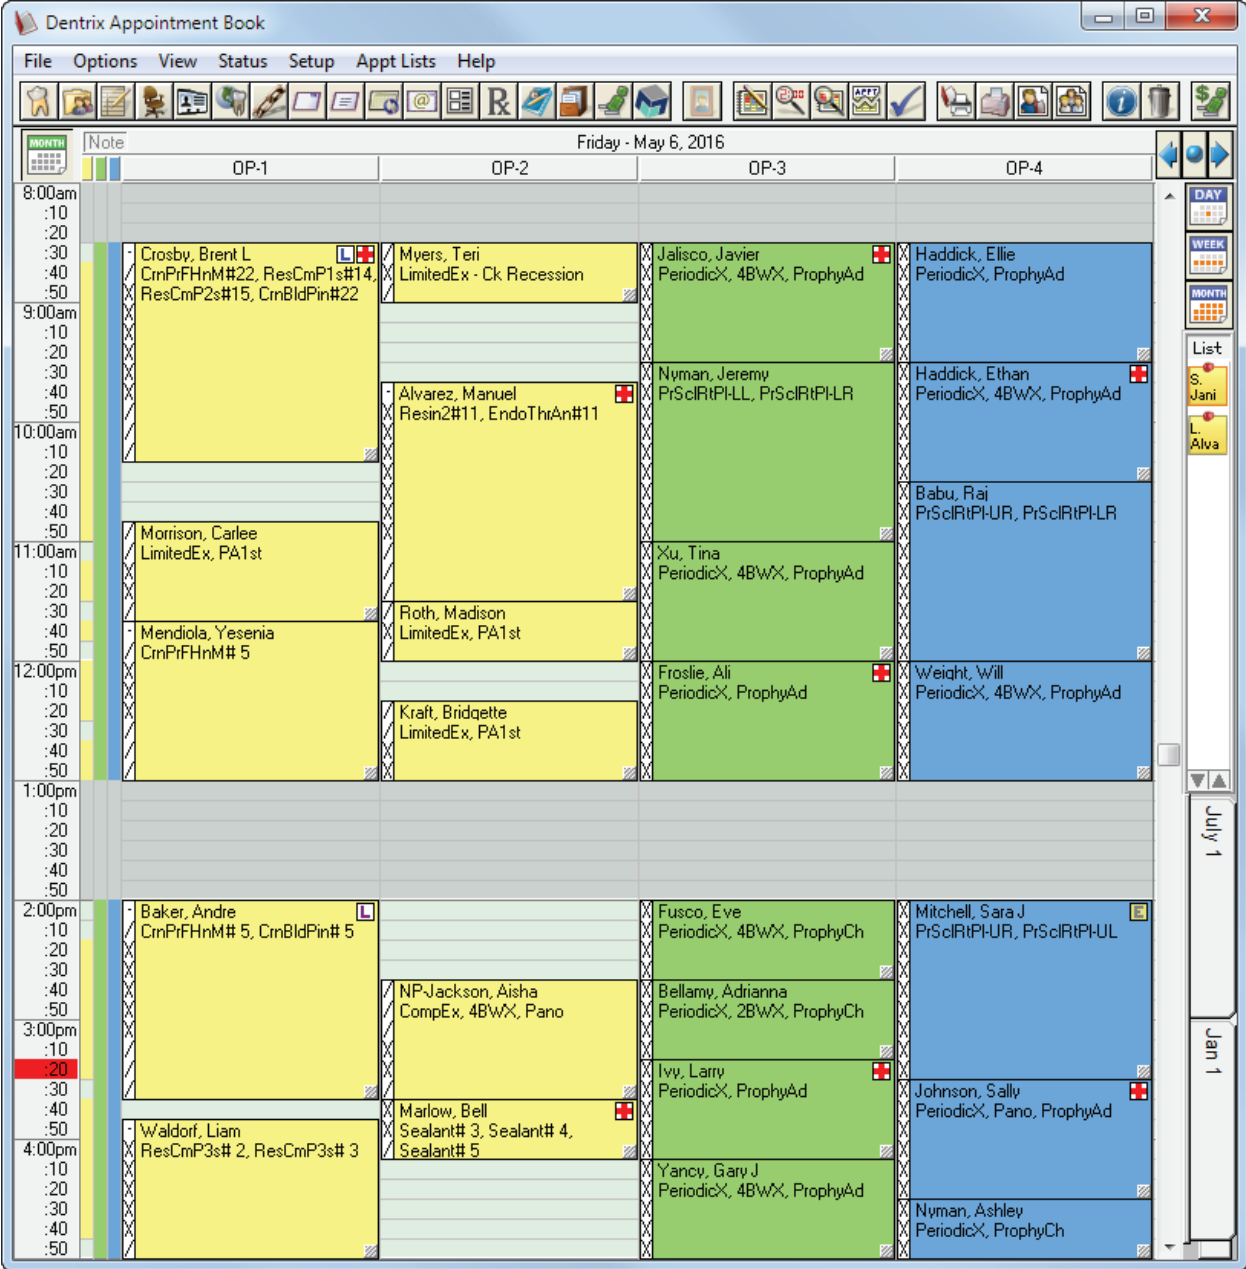 Dentrix Appointment Book
File Options View Status Setup Appt Lists Help
MONTH
Note
Friday - May 6, 2016
OP-1 OP-2 OP-3 OP-4
8:00am
:10
:20
:30
:40
:50
9:00am
:10
:20
:30
:40
:50
10:00am
:10
:20
:30
:40
:50
11:00am
:10
:20
:30
:40
:50
12:00pm
:10
:20
:30
:40
:50
1:00pm
:10
:20
:30
:40
:50
2:00pm
:10
:20
:30
:40
:50
3:00pm
:10
:20
:30
:40
:50
4:00pm
:10
:20
:30
:40
:50
Crosby, Brent L L
CrnPrFHnM#22, ResCmP1s#14,
ResCmP2s#15, CrnBldPin#22
Morrison, Carlee
LimitedEx, PA1st
Mendiola, Yesenia
CrnPrFHnM# 5
Baker, Andre L
CrnPrFHnM# 5, CrnBldPin# 5
Waldorf, Liam
ResCmP3s# 2, ResCmP3s# 3
Myers, Teri
LimitedEx - Ck Recession
Alvarez, Manuel
Resin2#11, EndoThrAn#11
Roth, Madison
LimitedEx, PA1st
Kraft, Bridgette
LimitedEx, PA1st
NP-Jackson, Aisha
CompEx, 4BWX, Pano
Marlow, Bell
Sealant# 3, Sealant# 4,
Sealant# 5
Jalisco, Javier
PeriodicX, 4BWX, ProphyAd
Nyman, Jeremy
PrSclRtPl-LL, PrSclRtPl-LR
Xu, Tina
PeriodicX, 4BWX, ProphyAd
Froslie, Ali
PeriodicX, ProphyAd
Fusco, Eve
PeriodicX, 4BWX, ProphyCh
Bellamy, Adrianna
PeriodicX, 2BWX, ProphyCh
Ivy, Larry
PeriodicX, ProphyAd
Yancy, Gary J
PeriodicX, 4BWX, ProphyAd
Haddick, Ellie
PeriodicX, ProphyAd
Haddick, Ethan
PeriodicX, 4BWX, ProphyAd
Babu, Raj
PrSclRtPl-UR, PrSclRtPl-LR
Weight, Will
PeriodicX, 4BWX, ProphyAd
Mitchell, Sara J E
PrSclRtPl-UR, PrSclRtPl-UL
Johnson, Sally
PeriodicX, Pano, ProphyAd
Nyman, Ashley
PeriodicX, ProphyCh
DAY
WEEK
MONTH
List
S.
Jani
L.
Alva
July 1
Jan 1